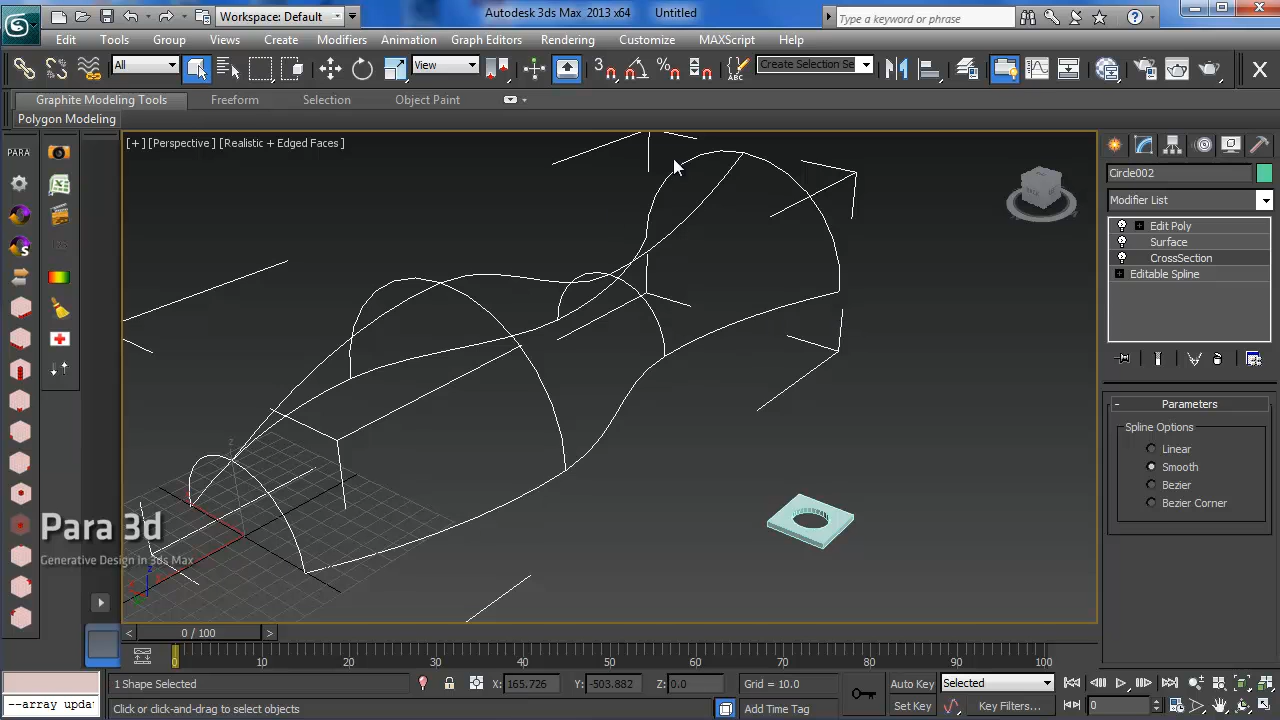 Workspace: Default
Autodesk 3ds Max  2013 x64
Untitled
Type a keyword or phrase
Edit
Tools
Group
Views
Create
Modifiers
Animation
Graph Editors
Rendering
Customize
MAXScript
Help
All
View
3
ABC
Create Selection Se
Graphite Modeling Tools
Freeform
Selection
Object Paint
Polygon Modeling
PARA
[+] [Perspective] [Realistic + Edged Faces]
Circle002
Modifier List
Edit Poly
Surface
CrossSection
Editable Spline
Parameters
Spline Options
Linear
Smooth
Bezier
Bezier Corner
z
Para 3d
Generative Design in 3ds Max
0 / 100
0 10 20 30 40 50 60 70 80 90 100
1 Shape Selected
X: 165.726
Y: -503.882
Z: 0.0
Grid = 10.0
Auto Key
Selected
--array upda
Click or click-and-drag to select objects
Add Time Tag
Set Key
Key Filters...
0